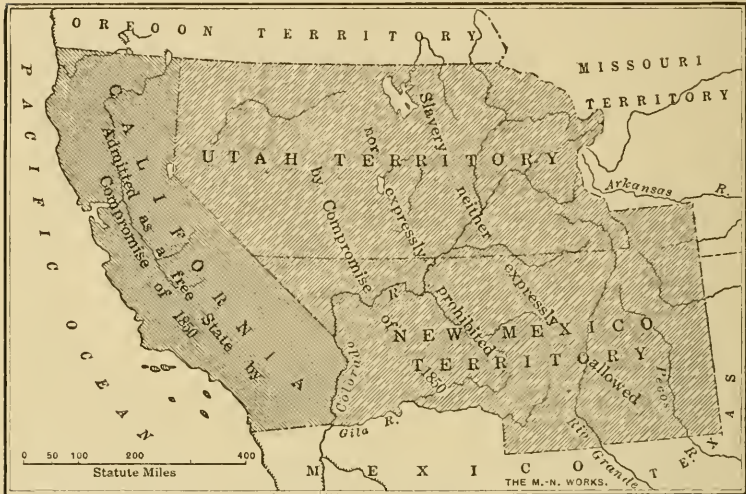 OREGON TERRITORY
MISSOURI
TERRITORY
PACIFIC OCEAN
CALIFORNIA
Admitted as a free State by
Compromise of 1850
UTAH TERRITORY
Slavery neither expressly allowed
nor expressly prohibited
by Compromise of 1850
NEW MEXICO
TERRITORY
Arkansas R.
Colorado R.
Gila R.
Rio Grande
Pecos R.
TEXAS
MEXICO
0 50 100 200 300 400
Statute Miles
THE M.-N. WORKS.